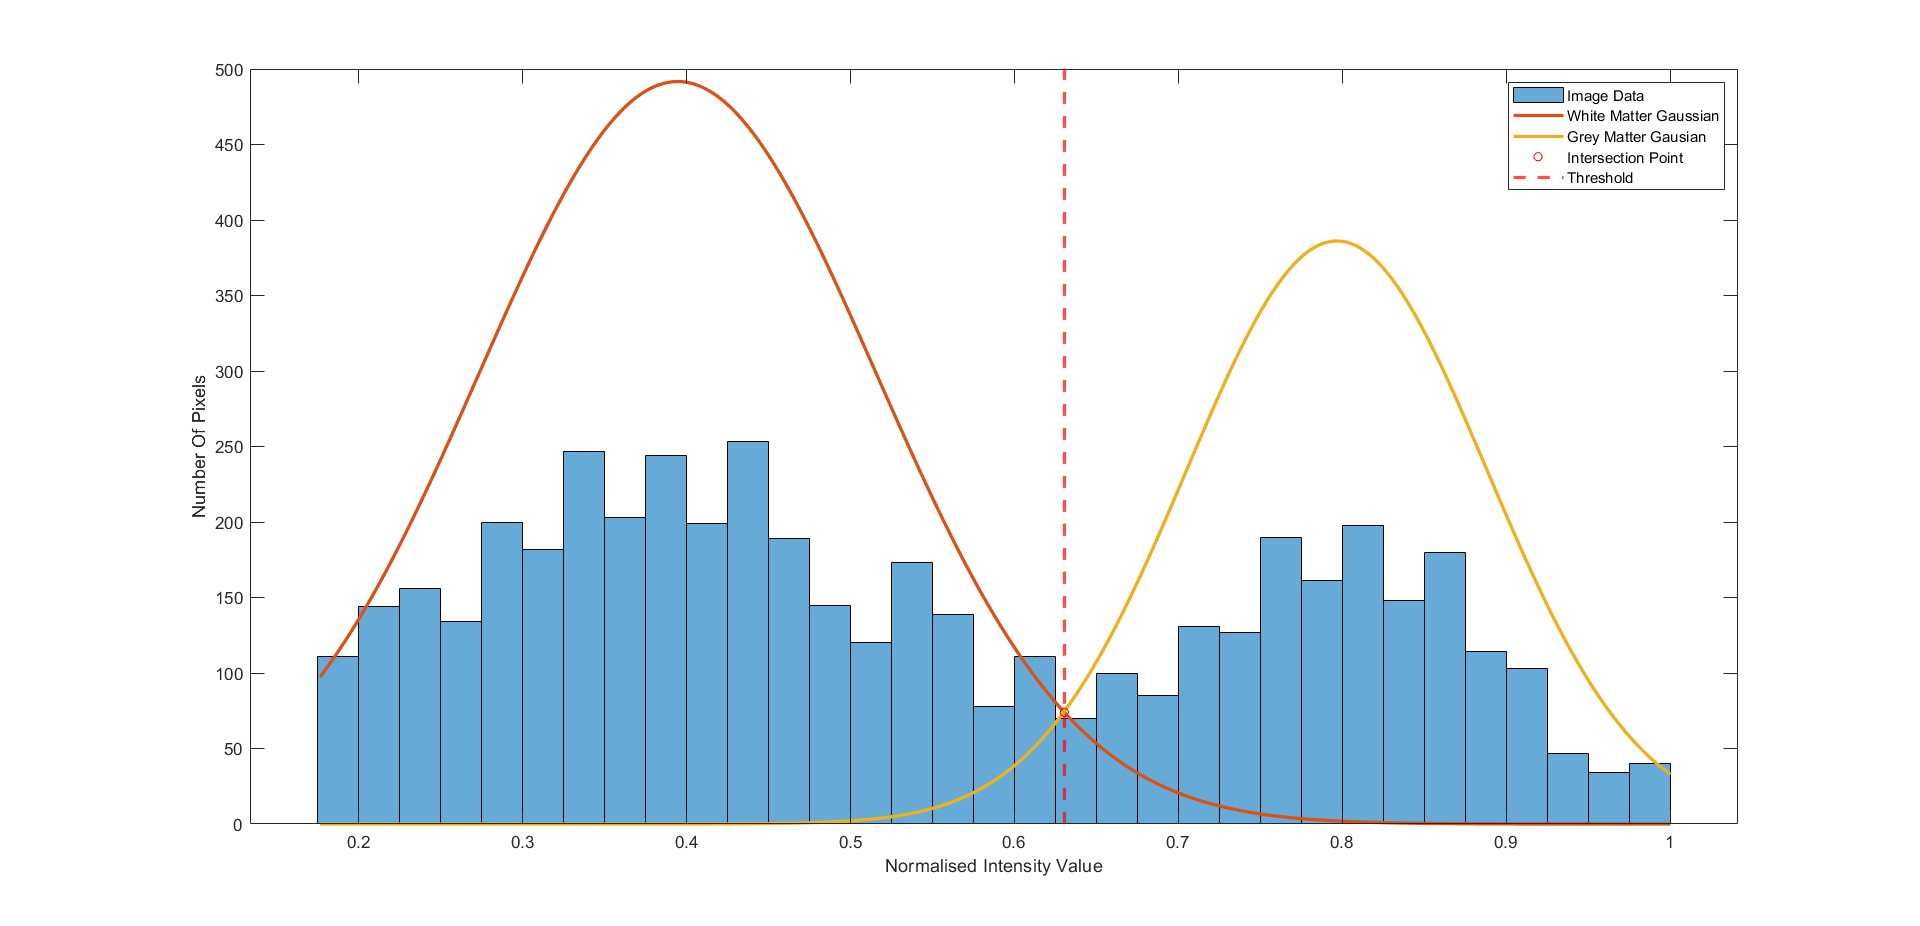 500
450
400
350
300
250
200
150
100
50
0
Number Of Pixels
0.2 0.3 0.4 0.5 0.6 0.7 0.8 0.9 1
Normalised Intensity Value
Image Data
White Matter Gaussian
Grey Matter Gausian
Intersection Point
Threshold